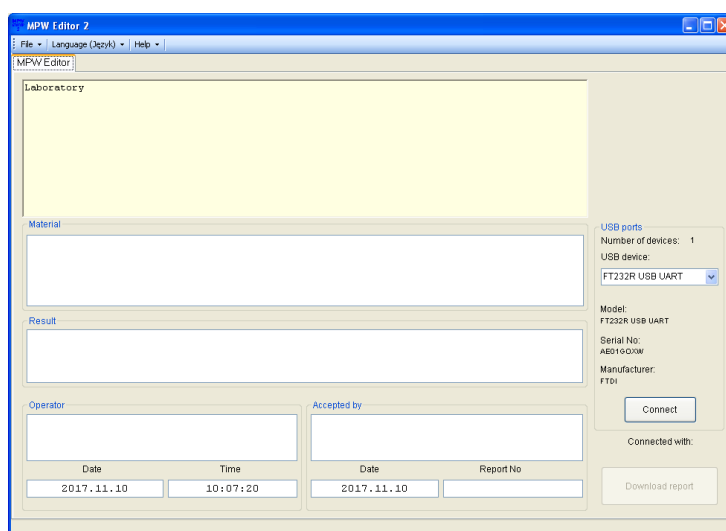 MPW Editor 2
File Language (Język) Help
MPW Editor
Laboratory
Material
Result
Operator
Date Time
2017.11.10 10:07:20
Accepted by
Date Report No
2017.11.10
USB ports
Number of devices: 1
USB device:
FT232R USB UART
Model:
FT232R USB UART
Serial No:
AE01GOXW
Manufacturer:
FTDI
Connect
Connected with:
Download report